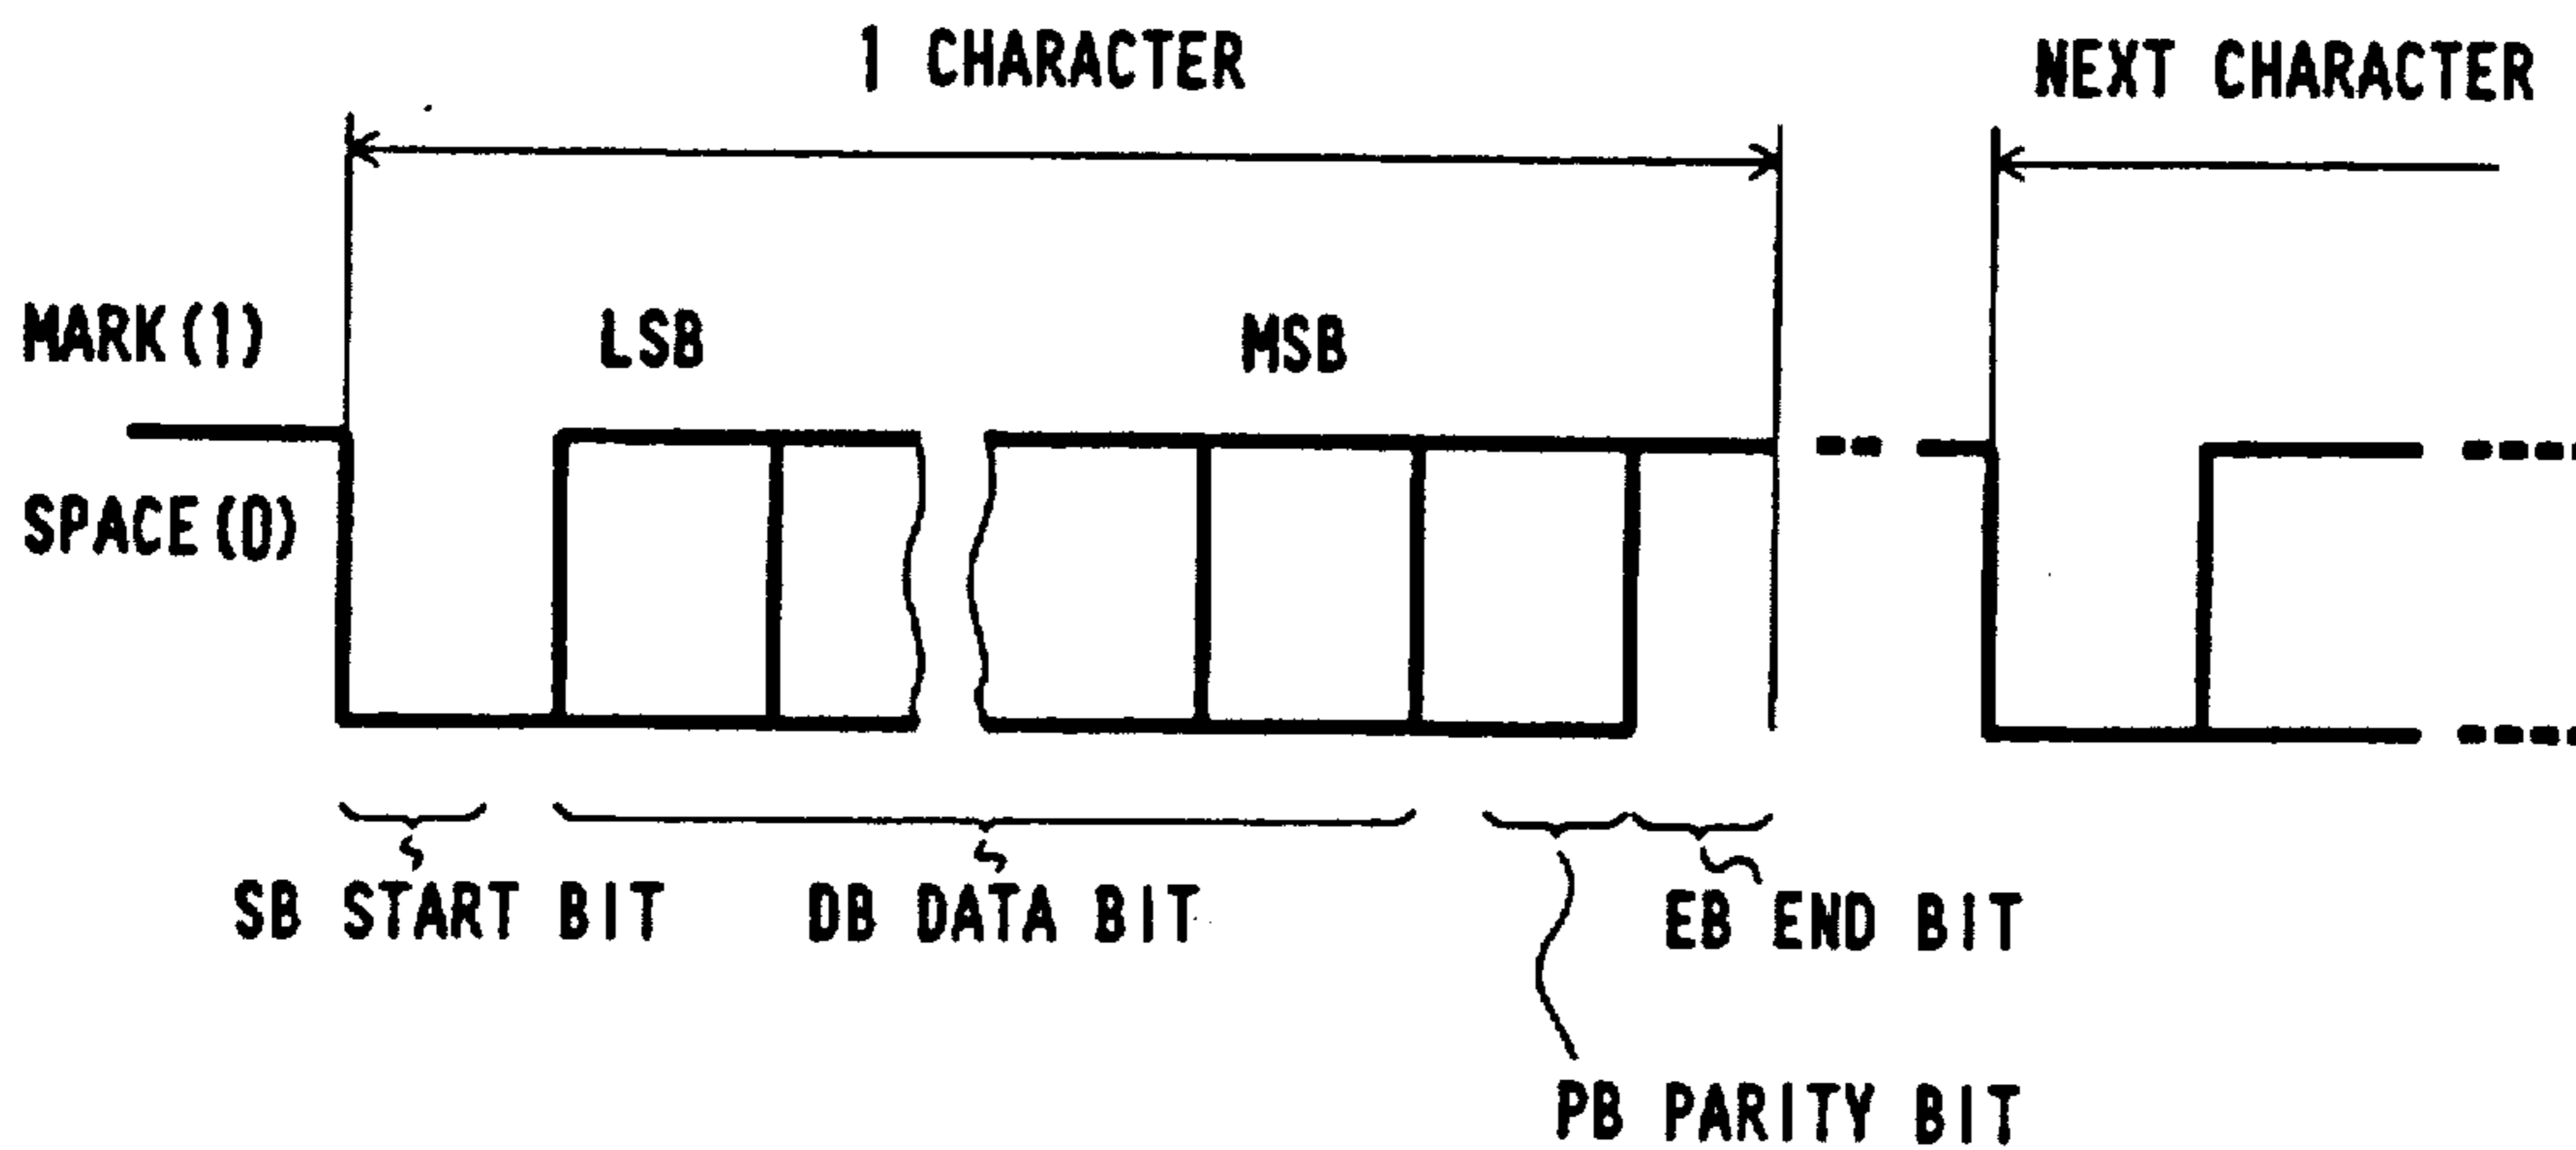 1 CHARACTER
NEXT CHARACTER
MARK(1)
LSB
MSB
SPACE(0)
SB START BIT
DB DATA BIT
EB END BIT
PB PARITY BIT